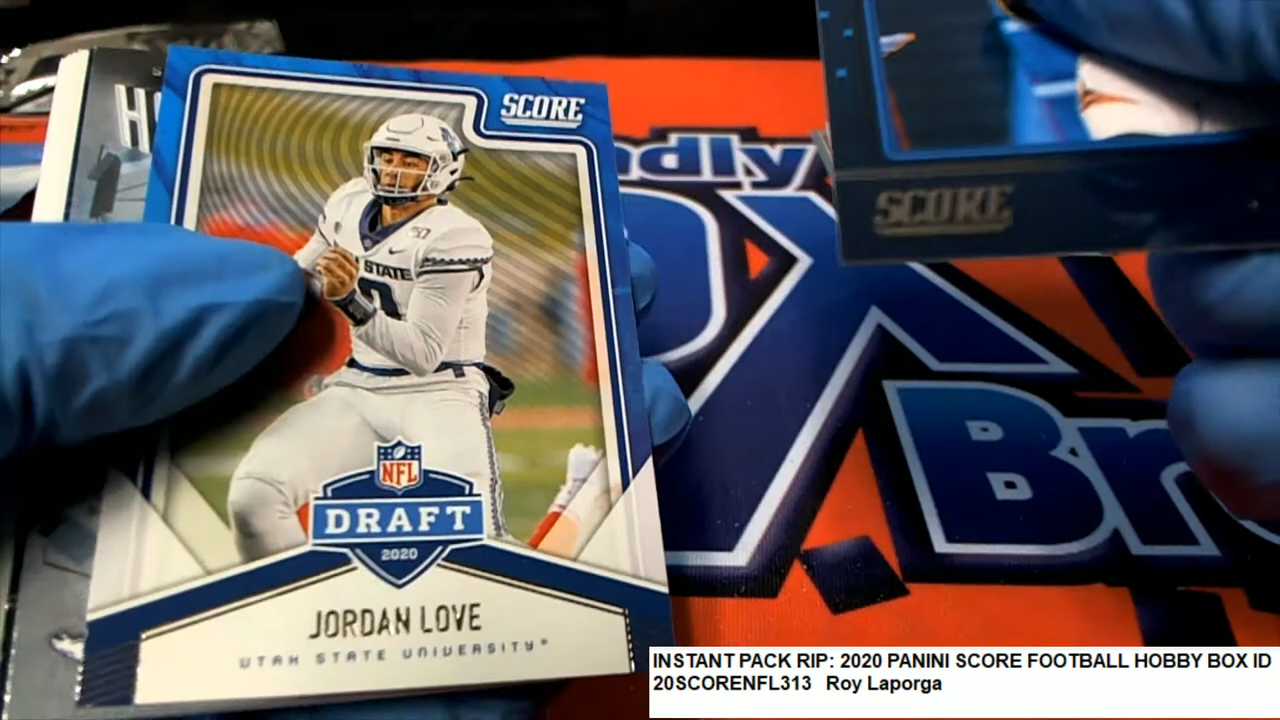 SCORE
STATE
NFL
DRAFT
2020
JORDAN LOVE
UTAH STATE UNIVERSITY®
SCORE
INSTANT PACK RIP: 2020 PANINI SCORE FOOTBALL HOBBY BOX ID
20SCORENFL313 Roy Laporga